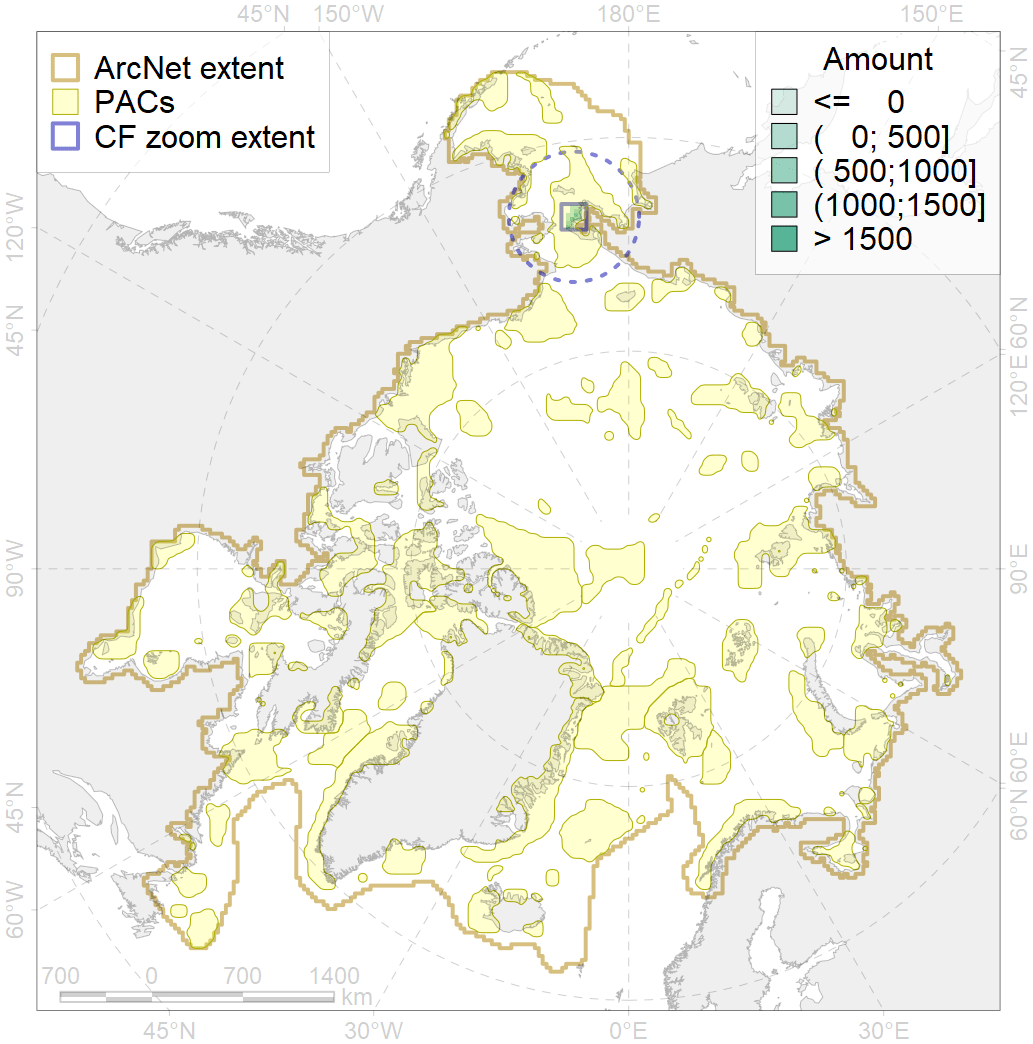 45°N 150°W 180°E 150°E
ArcNet extent
PACs
CF zoom extent
Amount
<= 0
( 0; 500]
( 500;1000]
(1000;1500]
> 1500
45°N
120°W
45°N
60°N
120°E
90°W
90°E
45°N
60°N
60°E
60°W
700 0 700 1400
km
45°N 30°W 0°E 30°E